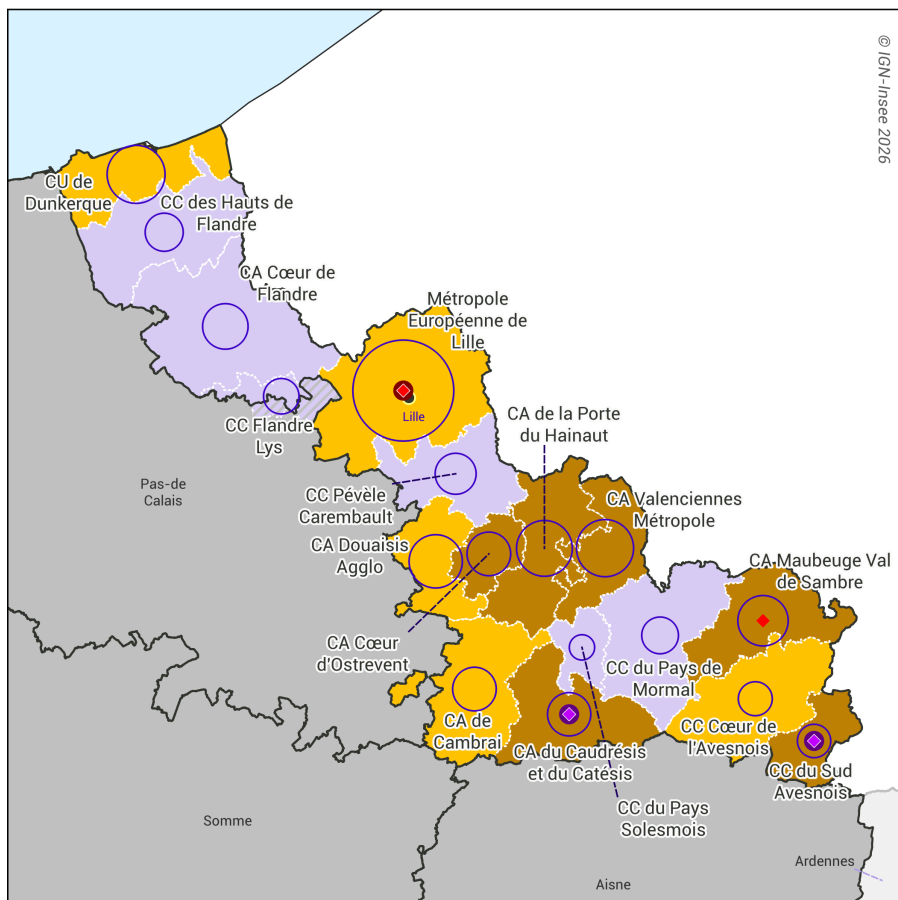 © IGN-Insee 2026
CU de
Dunkerque
CC des Hauts de
Flandre
CA Cœur de
Flandre
Métropole
Européenne de
Lille
Lille
CC Flandre
Lys
CA de la Porte
du Hainaut
Pas-de
Calais
CC Pévèle
Carembault
CA Valenciennes
Métropole
CA Douaisis
Agglo
CA Maubeuge Val
de Sambre
CA Cœur
d'Ostrevent
CC du Pays de
Mormal
CA de
Cambrai
CC Cœur de
l'Avesnois
CA du Caudrésis
et du Catésis
CC du Sud
Avesnois
CC du Pays
Solesmois
Somme
Ardennes
Aisne